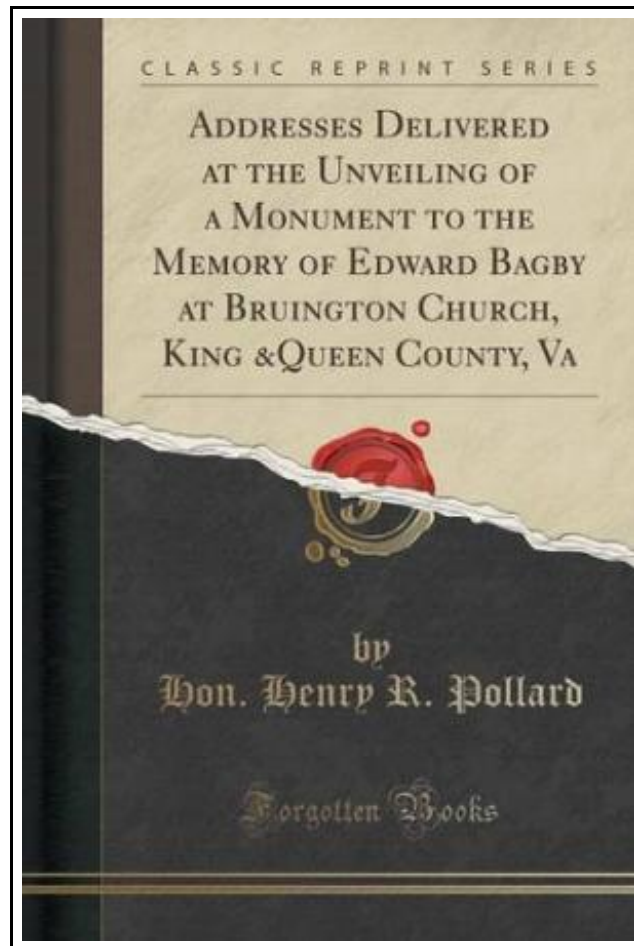 CLASSIC REPRINT SERIES
ADDRESSES DELIVERED
AT THE UNVEILING OF
A MONUMENT TO THE
MEMORY OF EDWARD BAGBY
AT BRUINGTON CHURCH,
KING &QUEEN COUNTY, VA
F
by
Hon. Henry R. Pollard
Forgotten Books